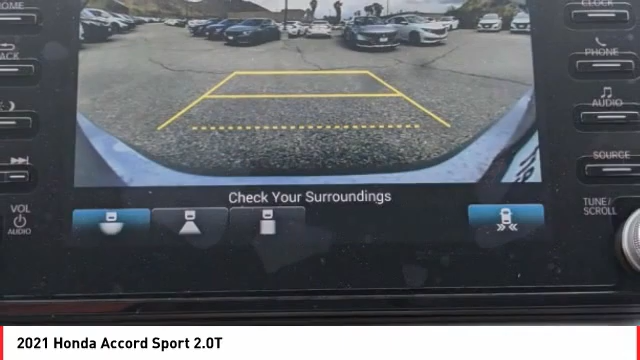 HOME
BACK
VOL
AUDIO
Check Your Surroundings
CLOCK
PHONE
AUDIO
SOURCE
TUNE/
SCROLL
2021 Honda Accord Sport 2.0T